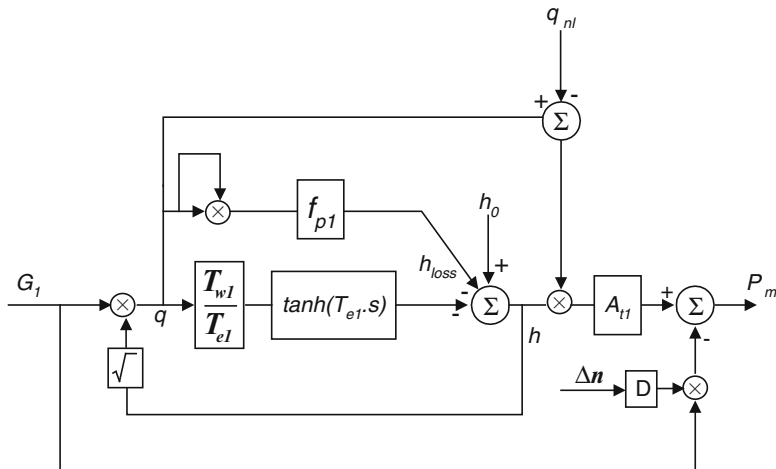 q nl
+ -
Σ
f p1
h 0
h loss
+
-
-
Σ
G 1
×
q
T w1
T e1
tanh(T e1 .s)
h
×
A t1
+
Σ
-
P m
√
Δn
D
×
×